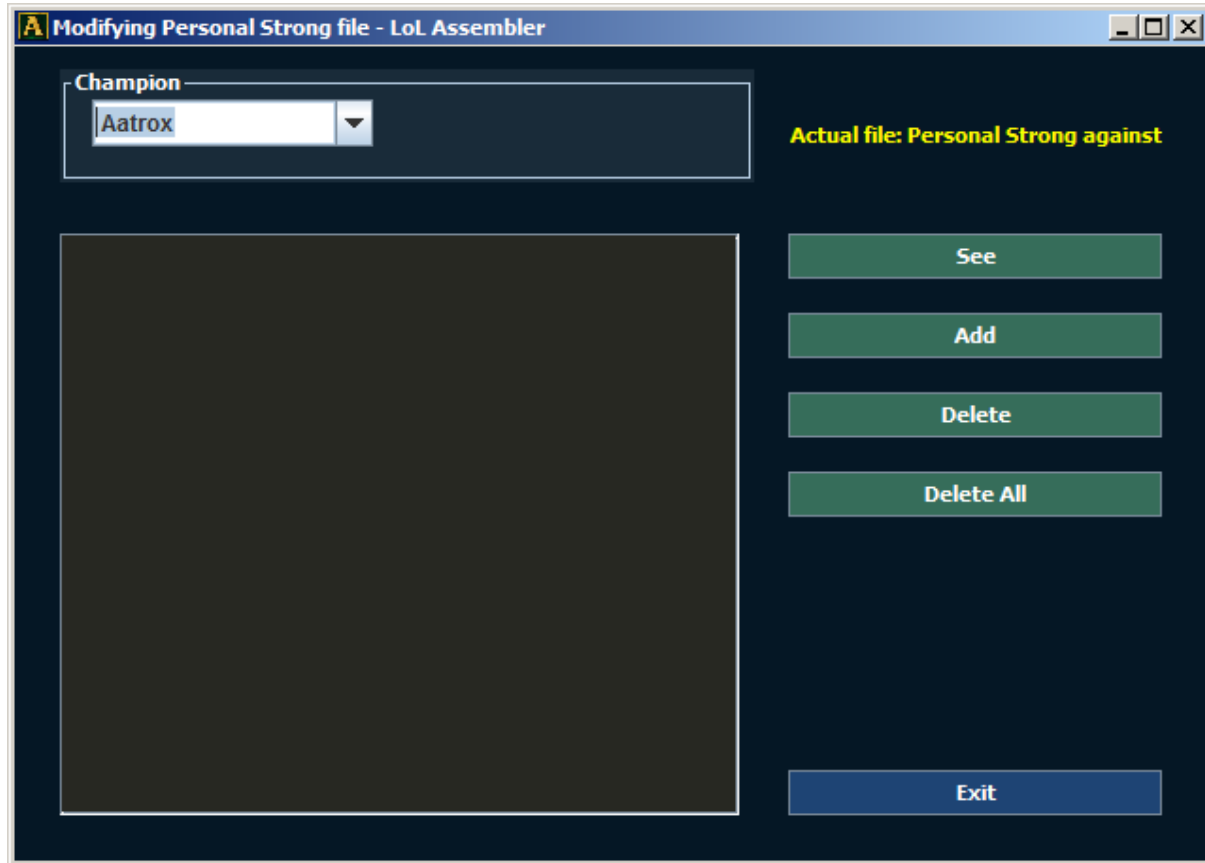 Modifying Personal Strong file - LoL Assembler
Champion
Aatrox
Actual file: Personal Strong against
See
Add
Delete
Delete All
Exit